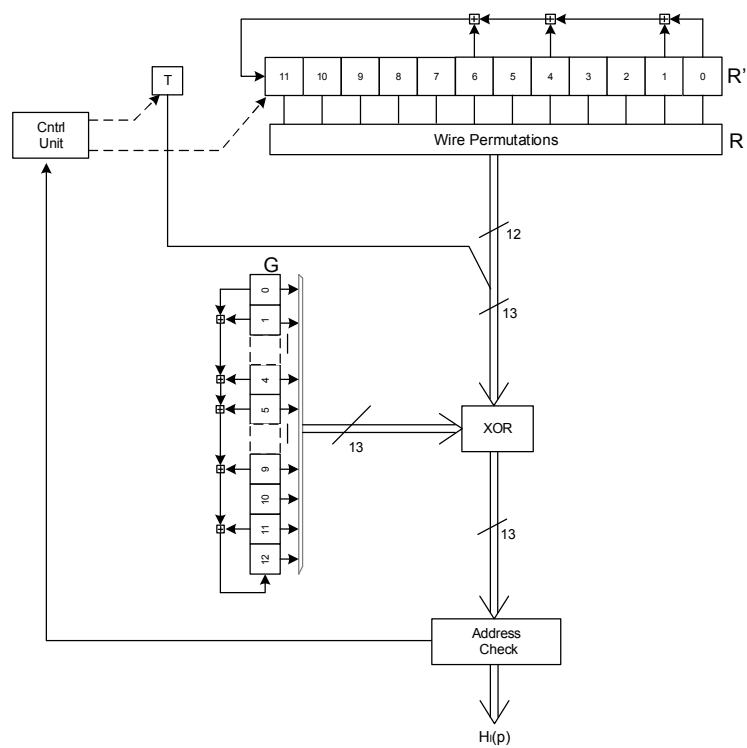 T
11 10 9 8 7 6 5 4 3 2 1 0
R'
Cntrl
Unit
Wire Permutations
R
12
G
0
1
13
4
5
XOR
13
9
10
11
13
12
Address
Check
Hl(p)